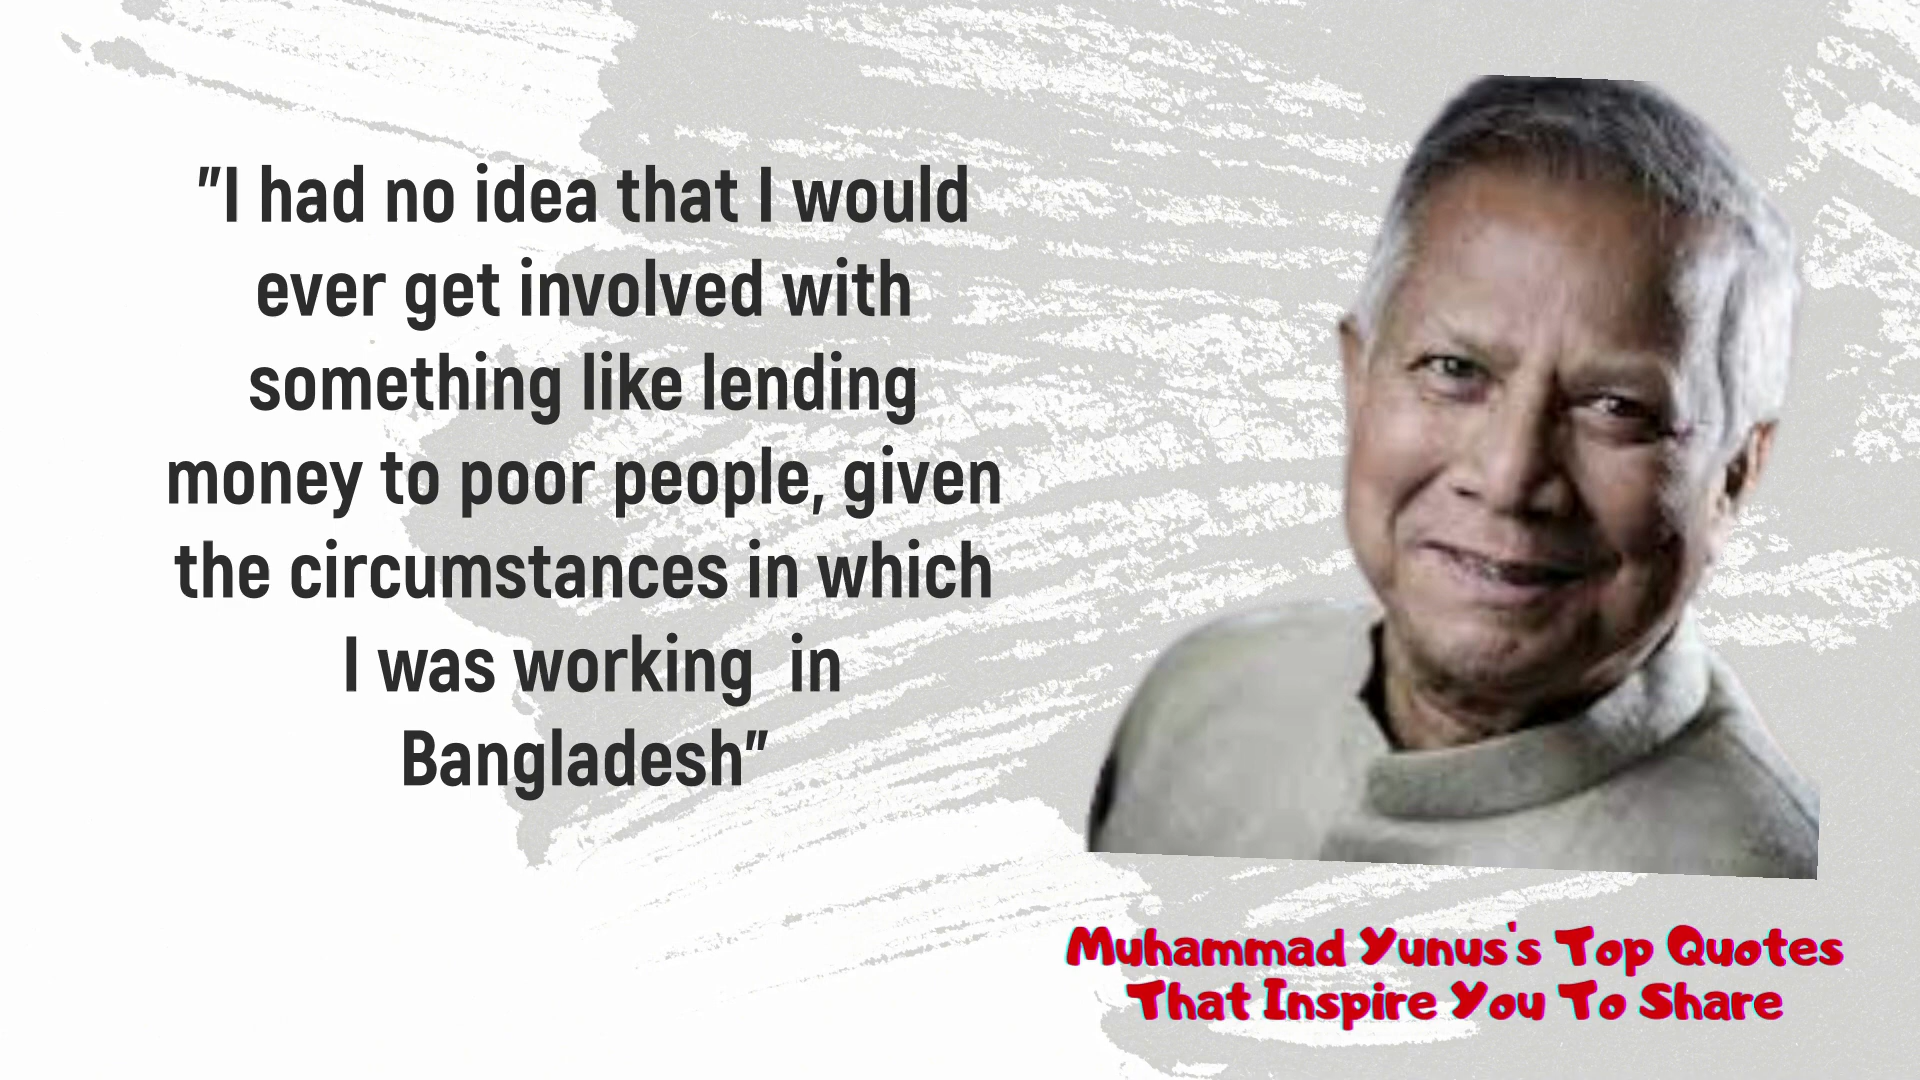 "I had no idea that I would
ever get involved with
something like lending
money to poor people, given
the circumstances in which
I was working  in
Bangladesh"
Muhammad Yunus's Top Quotes
That Inspire You To Share